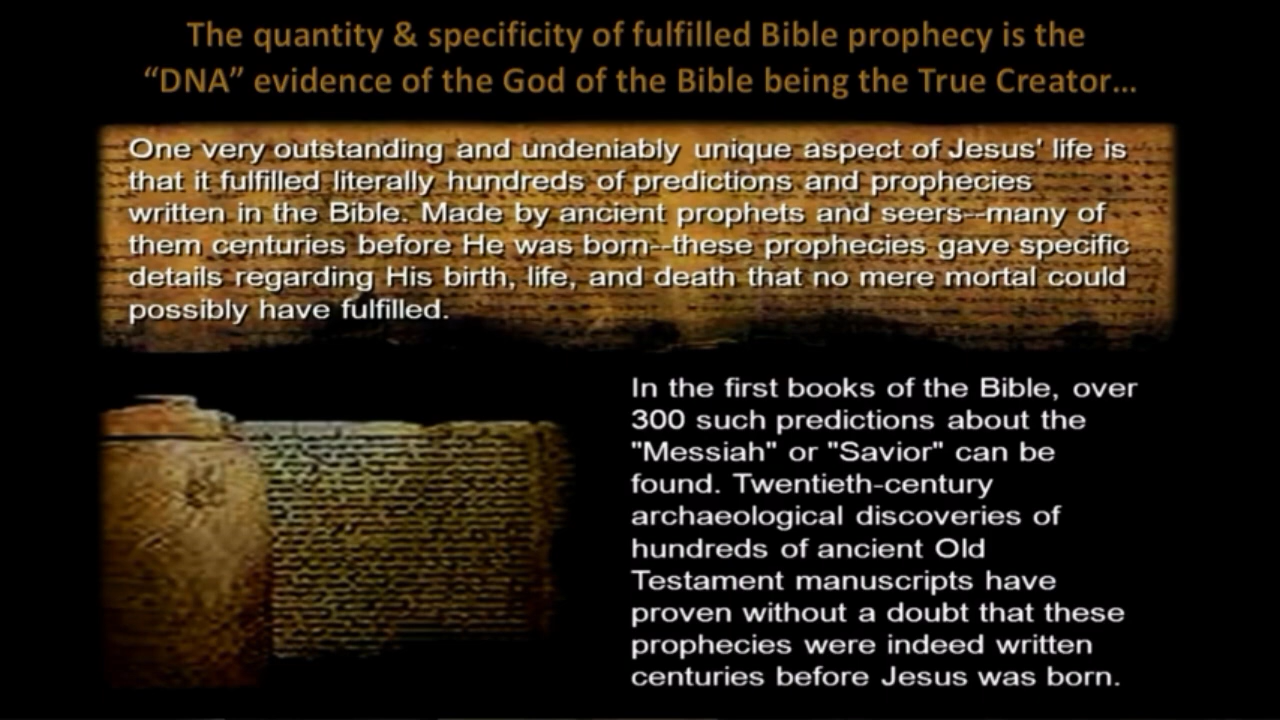 The quantity & specificity of fulfilled Bible prophecy is the
“DNA” evidence of the God of the Bible being the True Creator…
One very outstanding and undeniably unique aspect of Jesus' life is
that it fulfilled literally hundreds of predictions and prophecies
written in the Bible. Made by ancient prophets and seers--many of
them centuries before He was born--these prophecies gave specific
details regarding His birth, life, and death that no mere mortal could
possibly have fulfilled.
In the first books of the Bible, over
300 such predictions about the
"Messiah" or "Savior" can be
found. Twentieth-century
archaeological discoveries of
hundreds of ancient Old
Testament manuscripts have
proven without a doubt that these
prophecies were indeed written
centuries before Jesus was born.